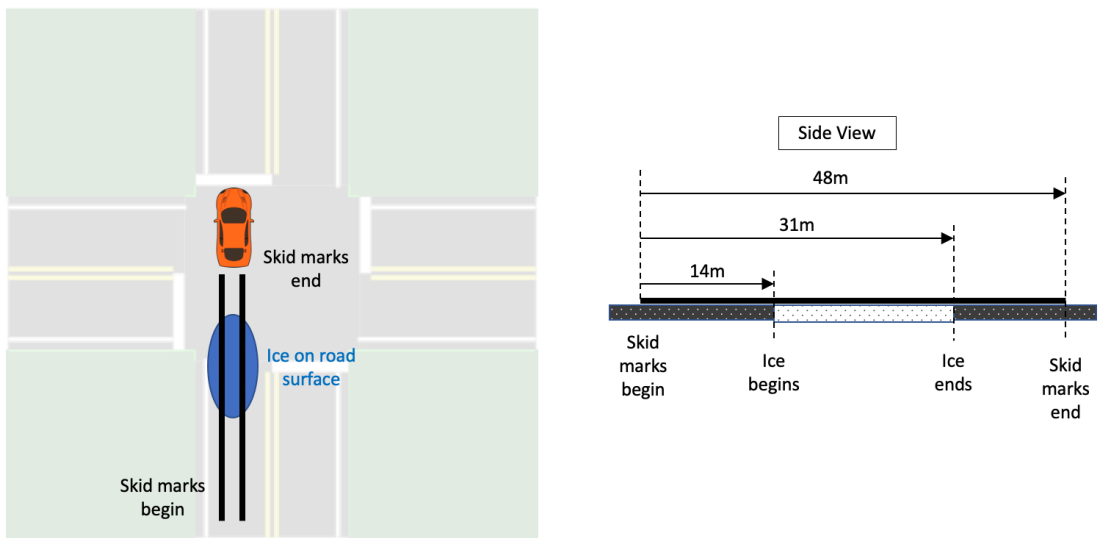 Skid marks
end
Ice on road
surface
Skid marks
begin
Side View
48m
31m
14m
Skid
marks
begin
Ice
begins
Ice
ends
Skid
marks
end